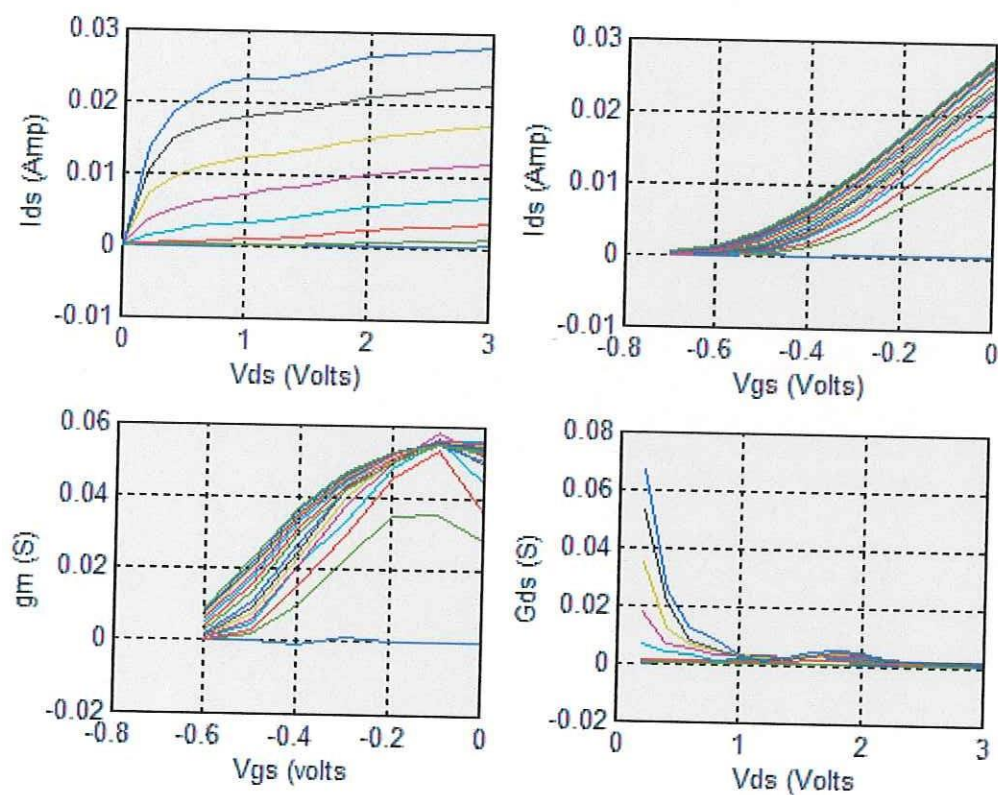 0.03
0.02
0.01
0
-0.01
Ids (Amp)
0 1 2 3
Vds (Volts)
0.03
0.02
0.01
0
-0.01
Ids (Amp)
-0.8 -0.6 -0.4 -0.2 0
Vgs (Volts)
0.06
0.04
0.02
0
-0.02
gm (S)
-0.8 -0.6 -0.4 -0.2 0
Vgs (volts
0.08
0.06
0.04
0.02
0
-0.02
Gds (S)
0 1 2 3
Vds (Volts